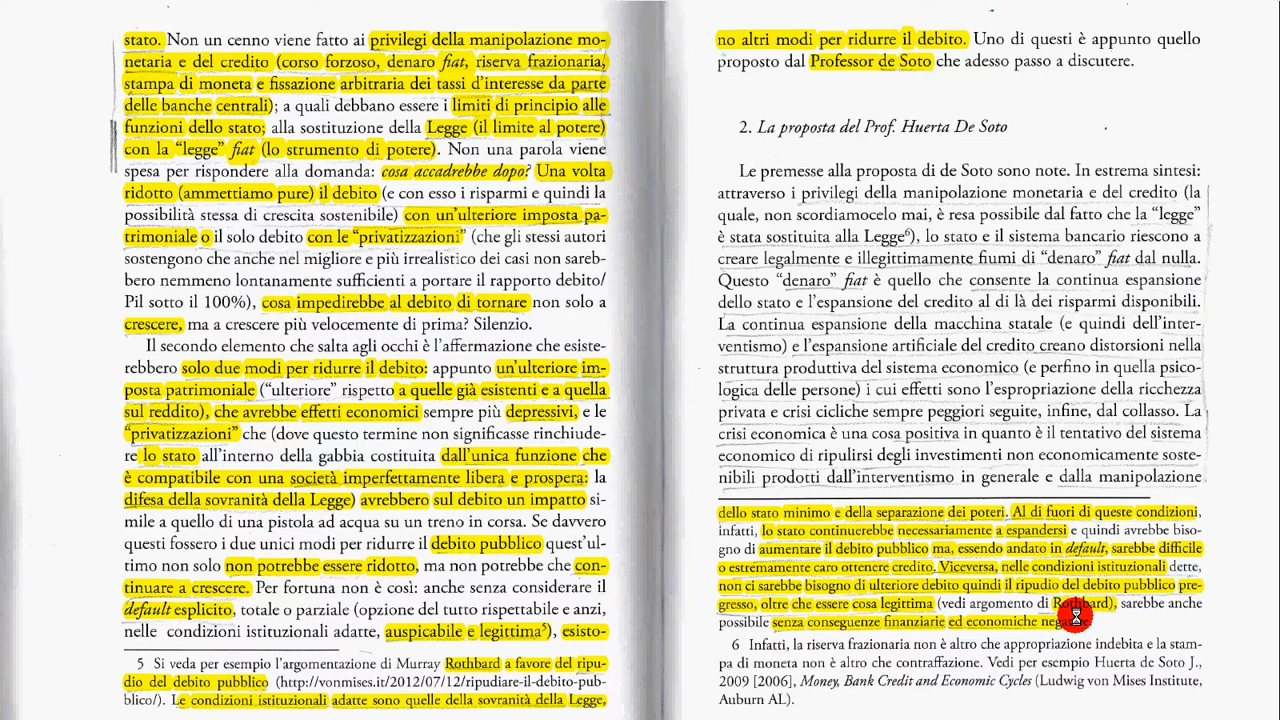 stato. Non un cenno viene fatto ai privilegi della manipolazione mo-
netaria e del credito (corso forzoso, denaro fiat, riserva frazionaria,
stampa di moneta e fissazione arbitraria dei tassi d'interesse da parte
delle banche centrali); a quali debbano essere i limiti di principio alle
funzioni dello stato; alla sostituzione della Legge (il limite al potere)
con la "legge" fiat (lo strumento di potere). Non una parola viene
spesa per rispondere alla domanda: cosa accadrebbe dopo? Una volta
ridotto (ammettiamo pure) il debito (e con esso i risparmi e quindi la
possibilità stessa di crescita sostenibile) con un'ulteriore imposta pa-
trimoniale o il solo debito con le "privatizzazioni" (che gli stessi autori
sostengono che anche nel migliore e più irrealistico dei casi non sareb-
bero nemmeno lontanamente sufficienti a portare il rapporto debito/
Pil sotto il 100%), cosa impedirebbe al debito di tornare non solo a
crescere, ma a crescere più velocemente di prima? Silenzio.
Il secondo elemento che salta agli occhi è l'affermazione che esiste-
rebbero solo due modi per ridurre il debito: appunto un'ulteriore im-
posta patrimoniale ("ulteriore" rispetto a quelle già esistenti e a quella
sul reddito), che avrebbe effetti economici sempre più depressivi, e le
"privatizzazioni" che (dove questo termine non significasse rinchiude-
re lo stato all'interno della gabbia costituita dall'unica funzione che
è compatibile con una società imperfettamente libera e prospera: la
difesa della sovranità della Legge) avrebbero sul debito un impatto si-
mile a quello di una pistola ad acqua su un treno in corsa. Se davvero
questi fossero i due unici modi per ridurre il debito pubblico quest'ul-
timo non solo non potrebbe essere ridotto, ma non potrebbe che con-
tinuare a crescere. Per fortuna non è così: anche senza considerare il
default esplicito, totale o parziale (opzione del tutto rispettabile e anzi,
nelle condizioni istituzionali adatte, auspicabile e legittima5), esisto-
5 Si veda per esempio l'argomentazione di Murray Rothbard a favore del ripu-
dio del debito pubblico (http://vonmises.it/2012/07/12/ripudiare-il-debito-pub-
blico/). Le condizioni istituzionali adatte sono quelle della sovranità della Legge,
no altri modi per ridurre il debito. Uno di questi è appunto quello
proposto dal Professor de Soto che adesso passo a discutere.
2. La proposta del Prof. Huerta De Soto
Le premesse alla proposta di de Soto sono note. In estrema sintesi:
attraverso i privilegi della manipolazione monetaria e del credito (la
quale, non scordiamocelo mai, è resa possibile dal fatto che la "legge"
è stata sostituita alla Legge6), lo stato e il sistema bancario riescono a
creare legalmente e illegittimamente fiumi di "denaro" fiat dal nulla.
Questo "denaro" fiat è quello che consente la continua espansione
dello stato e l'espansione del credito al di là dei risparmi disponibili.
La continua espansione della macchina statale (e quindi dell'inter-
ventismo) e l'espansione artificiale del credito creano distorsioni nella
struttura produttiva del sistema economico (e perfino in quella psico-
logica delle persone) i cui effetti sono l'espropriazione della ricchezza
privata e crisi cicliche sempre peggiori seguite, infine, dal collasso. La
crisi economica è una cosa positiva in quanto è il tentativo del sistema
economico di ripulirsi degli investimenti non economicamente soste-
nibili prodotti dall'interventismo in generale e dalla manipolazione
dello stato minimo e della separazione dei poteri. Al di fuori di queste condizioni,
infatti, lo stato continuerebbe necessariamente a espandersi e quindi avrebbe biso-
gno di aumentare il debito pubblico ma, essendo andato in default, sarebbe difficile
o estremamente caro ottenere credito. Viceversa, nelle condizioni istituzionali dette,
non ci sarebbe bisogno di ulteriore debito quindi il ripudio del debito pubblico pre-
gresso, oltre che essere cosa legittima (vedi argomento di Rothbard), sarebbe anche
possibile senza conseguenze finanziarie ed economiche
6 Infatti, la riserva frazionaria non è altro che appropriazione indebita e la stam-
pa di moneta non è altro che contraffazione. Vedi per esempio Huerta de Soto J.,
2009 [2006], Money, Bank Credit and Economic Cycles (Ludwig von Mises Institute,
Auburn AL).